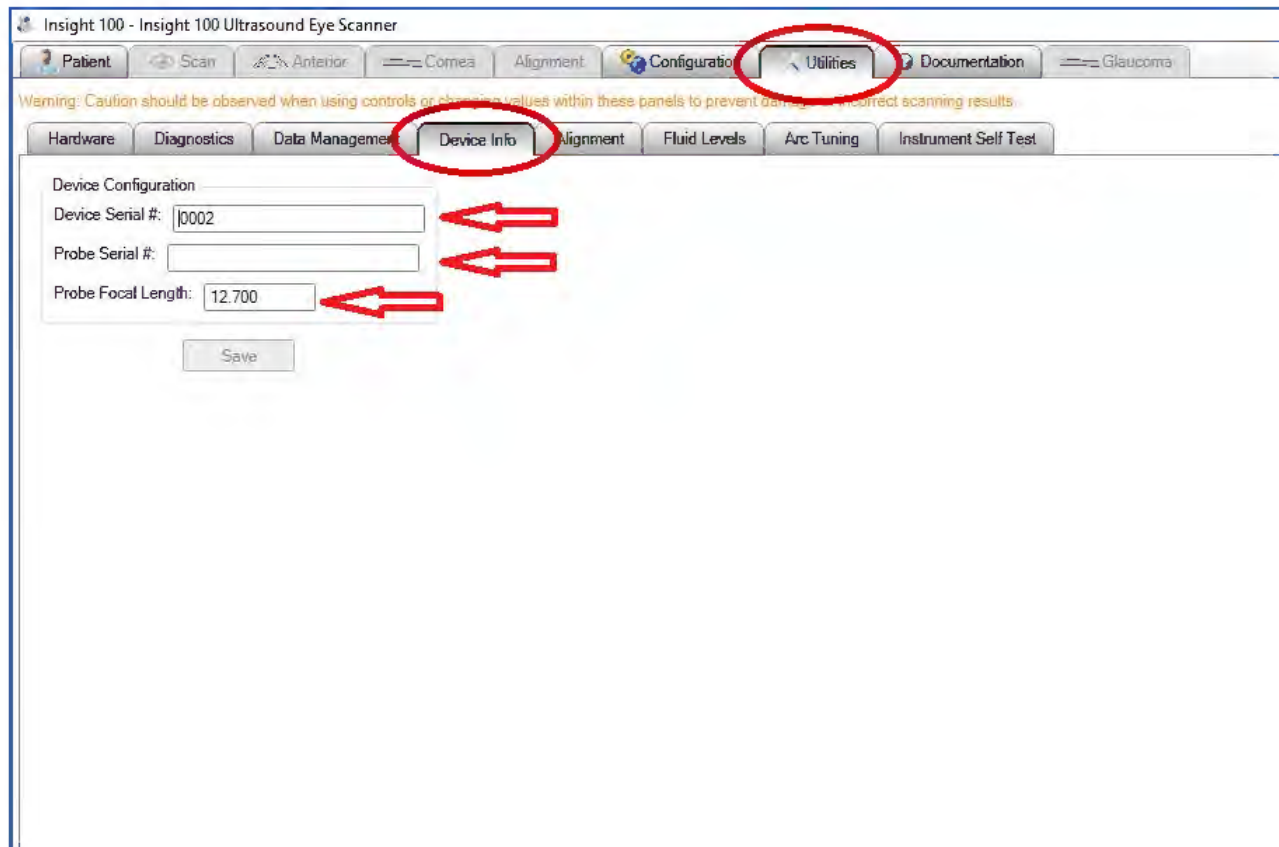 Insight 100 - Insight 100 Ultrasound Eye Scanner
Patient Scan Anterior Cornea Alignment Configuration Utilities Documentation Glaucoma
Warning: Caution should be observed when using controls or changing values within these panels to prevent incorrect scanning results.
Hardware Diagnostics Data Management Device Info Alignment Fluid Levels Arc Tuning Instrument Self Test
Device Configuration
Device Serial #: 0002
Probe Serial #:
Probe Focal Length: 12.700
Save